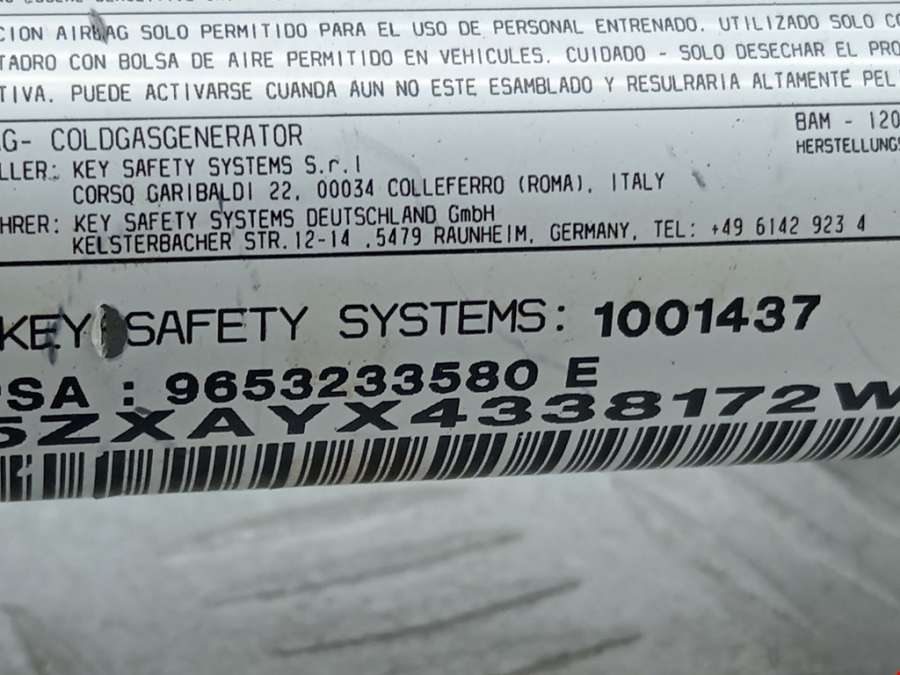 CION AIRBAG SOLO PERMITIDO PARA EL USO DE PERSONAL ENTRENADO. UTILIZADO SOLO CO
TADRO CON BOLSA DE AIRE PERMITIDO EN VEHICULES. CUIDADO - SOLO DESECHAR EL PRO
TIVA. PUEDE ACTIVARSE CUANDA AUN NO ESTE ESAMBLADO Y RESULRARIA ALTAMENTE PEL
G- COLDGASGENERATOR
BAM - 120
HERSTELLUNGS
LLER: KEY SAFETY SYSTEMS S.r.l
CORSO GARIBALDI 22, 00034 COLLEFERRO (ROMA), ITALY
HRER: KEY SAFETY SYSTEMS DEUTSCHLAND GmbH
KELSTERBACHER STR.12-14 ,5479 RAUNHEIM, GERMANY, TEL: +49 6142 923 4
KEY SAFETY SYSTEMS: 1001437
PSA : 9653233580 E
5ZXAYX4338172W